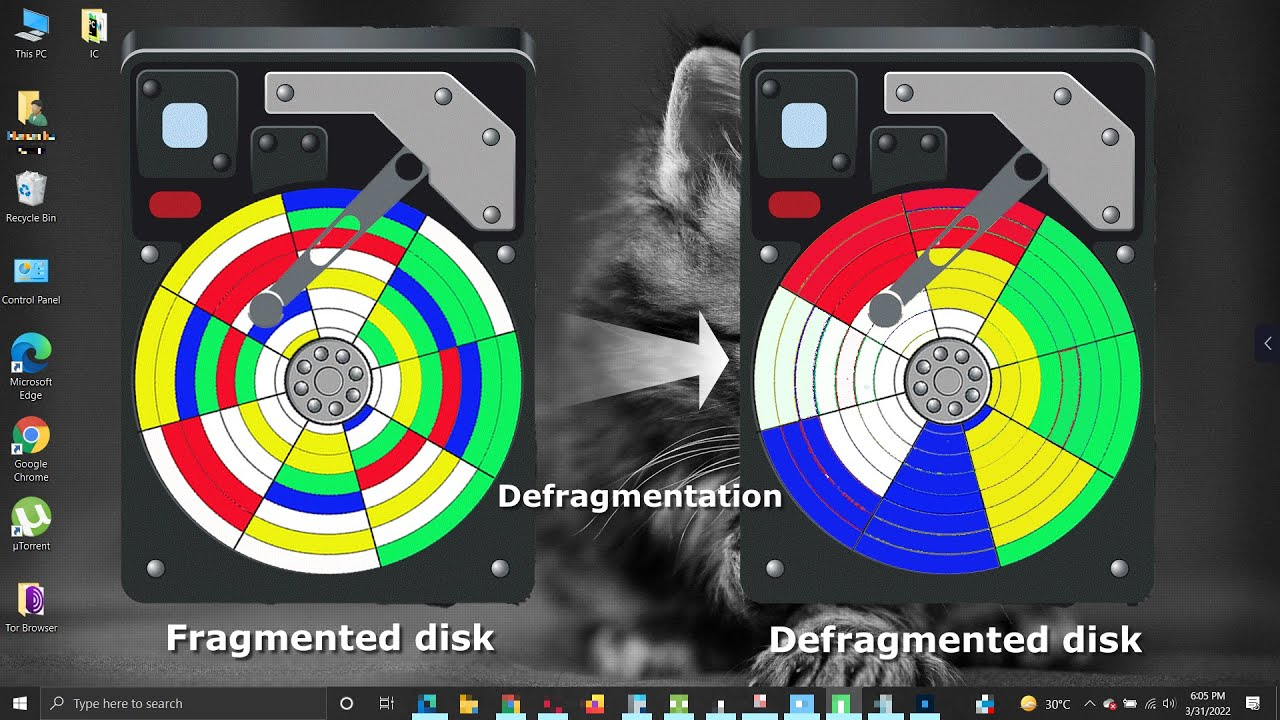 This PC
IC
Recycle Bin
Control Panel
Microsoft
Edge
Google
Chrome
µTorrent
Tor Browser
Defragmentation
Fragmented disk
Defragmented disk
Type here to search
30°C
6:05 PM
3/31/2022